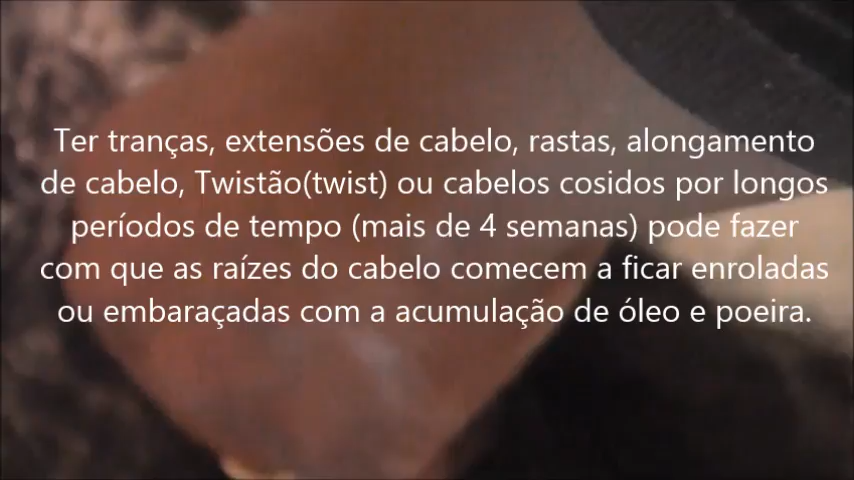 Ter tranças, extensões de cabelo, rastas, alongamento
de cabelo, Twistão(twist) ou cabelos cosidos por longos
períodos de tempo (mais de 4 semanas) pode fazer
com que as raízes do cabelo comecem a ficar enroladas
ou embaraçadas com a acumulação de óleo e poeira.